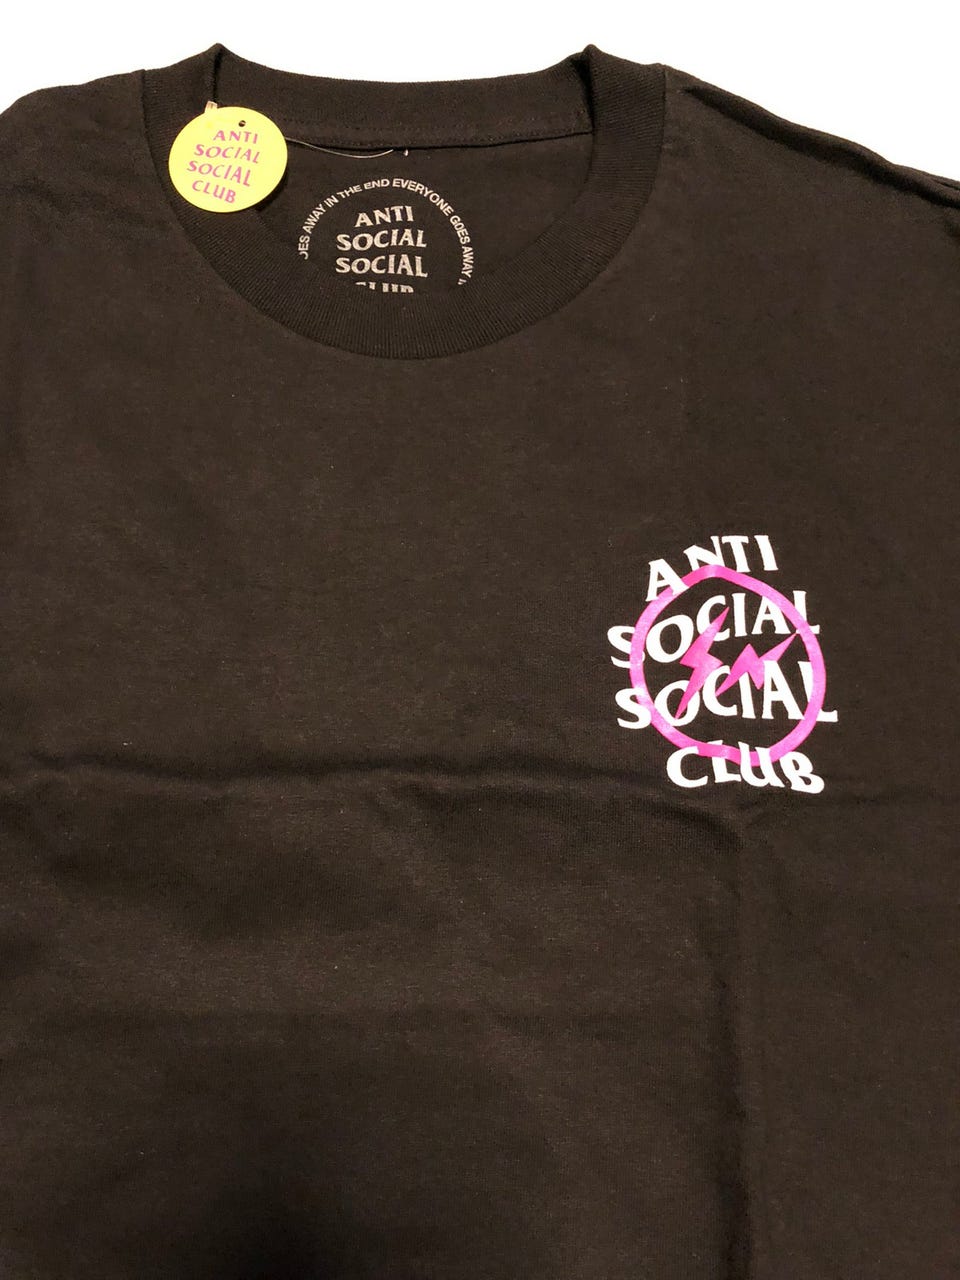 ANTI
SOCIAL
SOCIAL
CLUB
AWAY IN THE END EVERYONE GOES AWAY
ANTI
SOCIAL
SOCIAL
CLUB
ANTI
SOCIAL
SOCIAL
CLUB